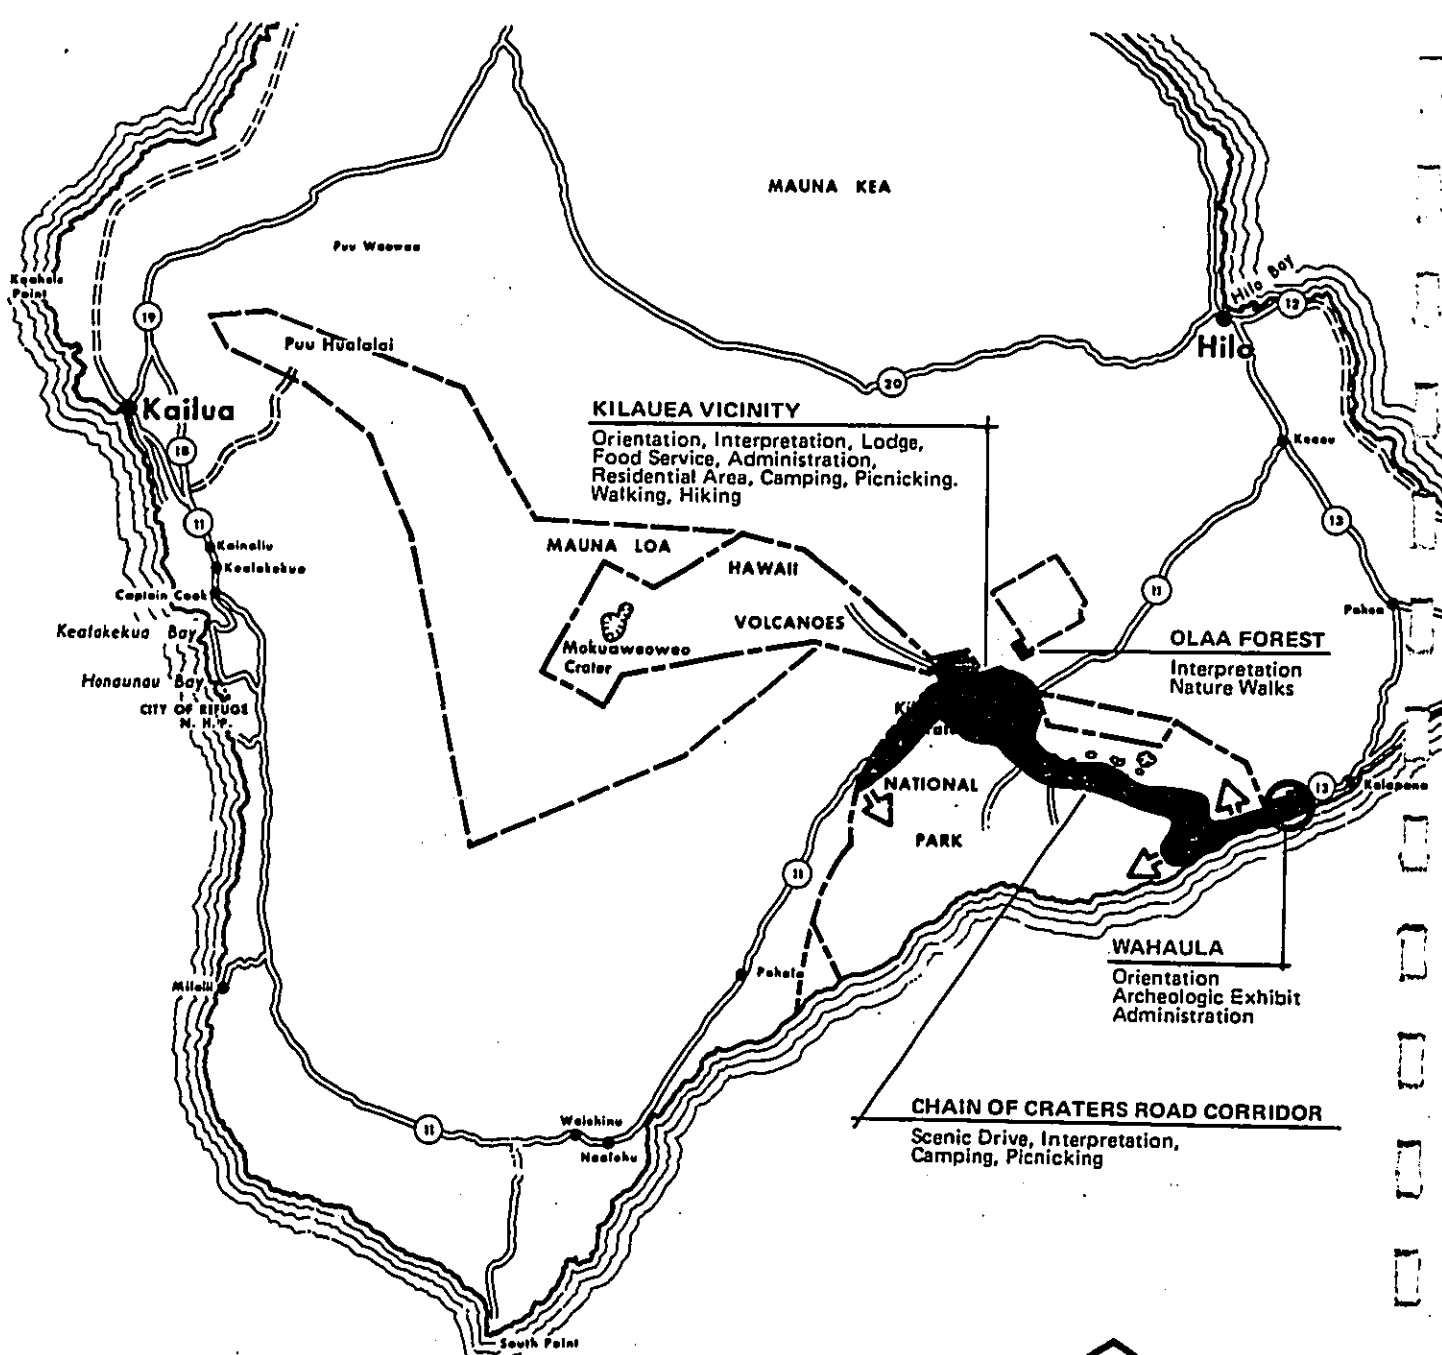 MAUNA KEA
Puu Waawaa
Keahole
Point
Hilo Bay
19
12
Puu Hualalai
Hilo
20
Kailua
KILAUEA VICINITY
Orientation, Interpretation, Lodge,
Food Service, Administration,
Residential Area, Camping, Picnicking.
Walking, Hiking
Keaau
18
11
13
Kainaliu
Kealakekua
MAUNA LOA
HAWAII
Captain Cook
11
Pahoa
Kealakekua Bay
VOLCANOES
OLAA FOREST
Interpretation
Nature Walks
Mokuaweoweo
Crater
Honaunau Bay
CITY OF REFUGE
N. H. P.
NATIONAL
13
Kalapana
PARK
11
WAHAULA
Orientation
Archeologic Exhibit
Administration
Pahala
Milolii
CHAIN OF CRATERS ROAD CORRIDOR
Scenic Drive, Interpretation,
Camping, Picnicking
11
Waiohinu
Naalehu
South Point